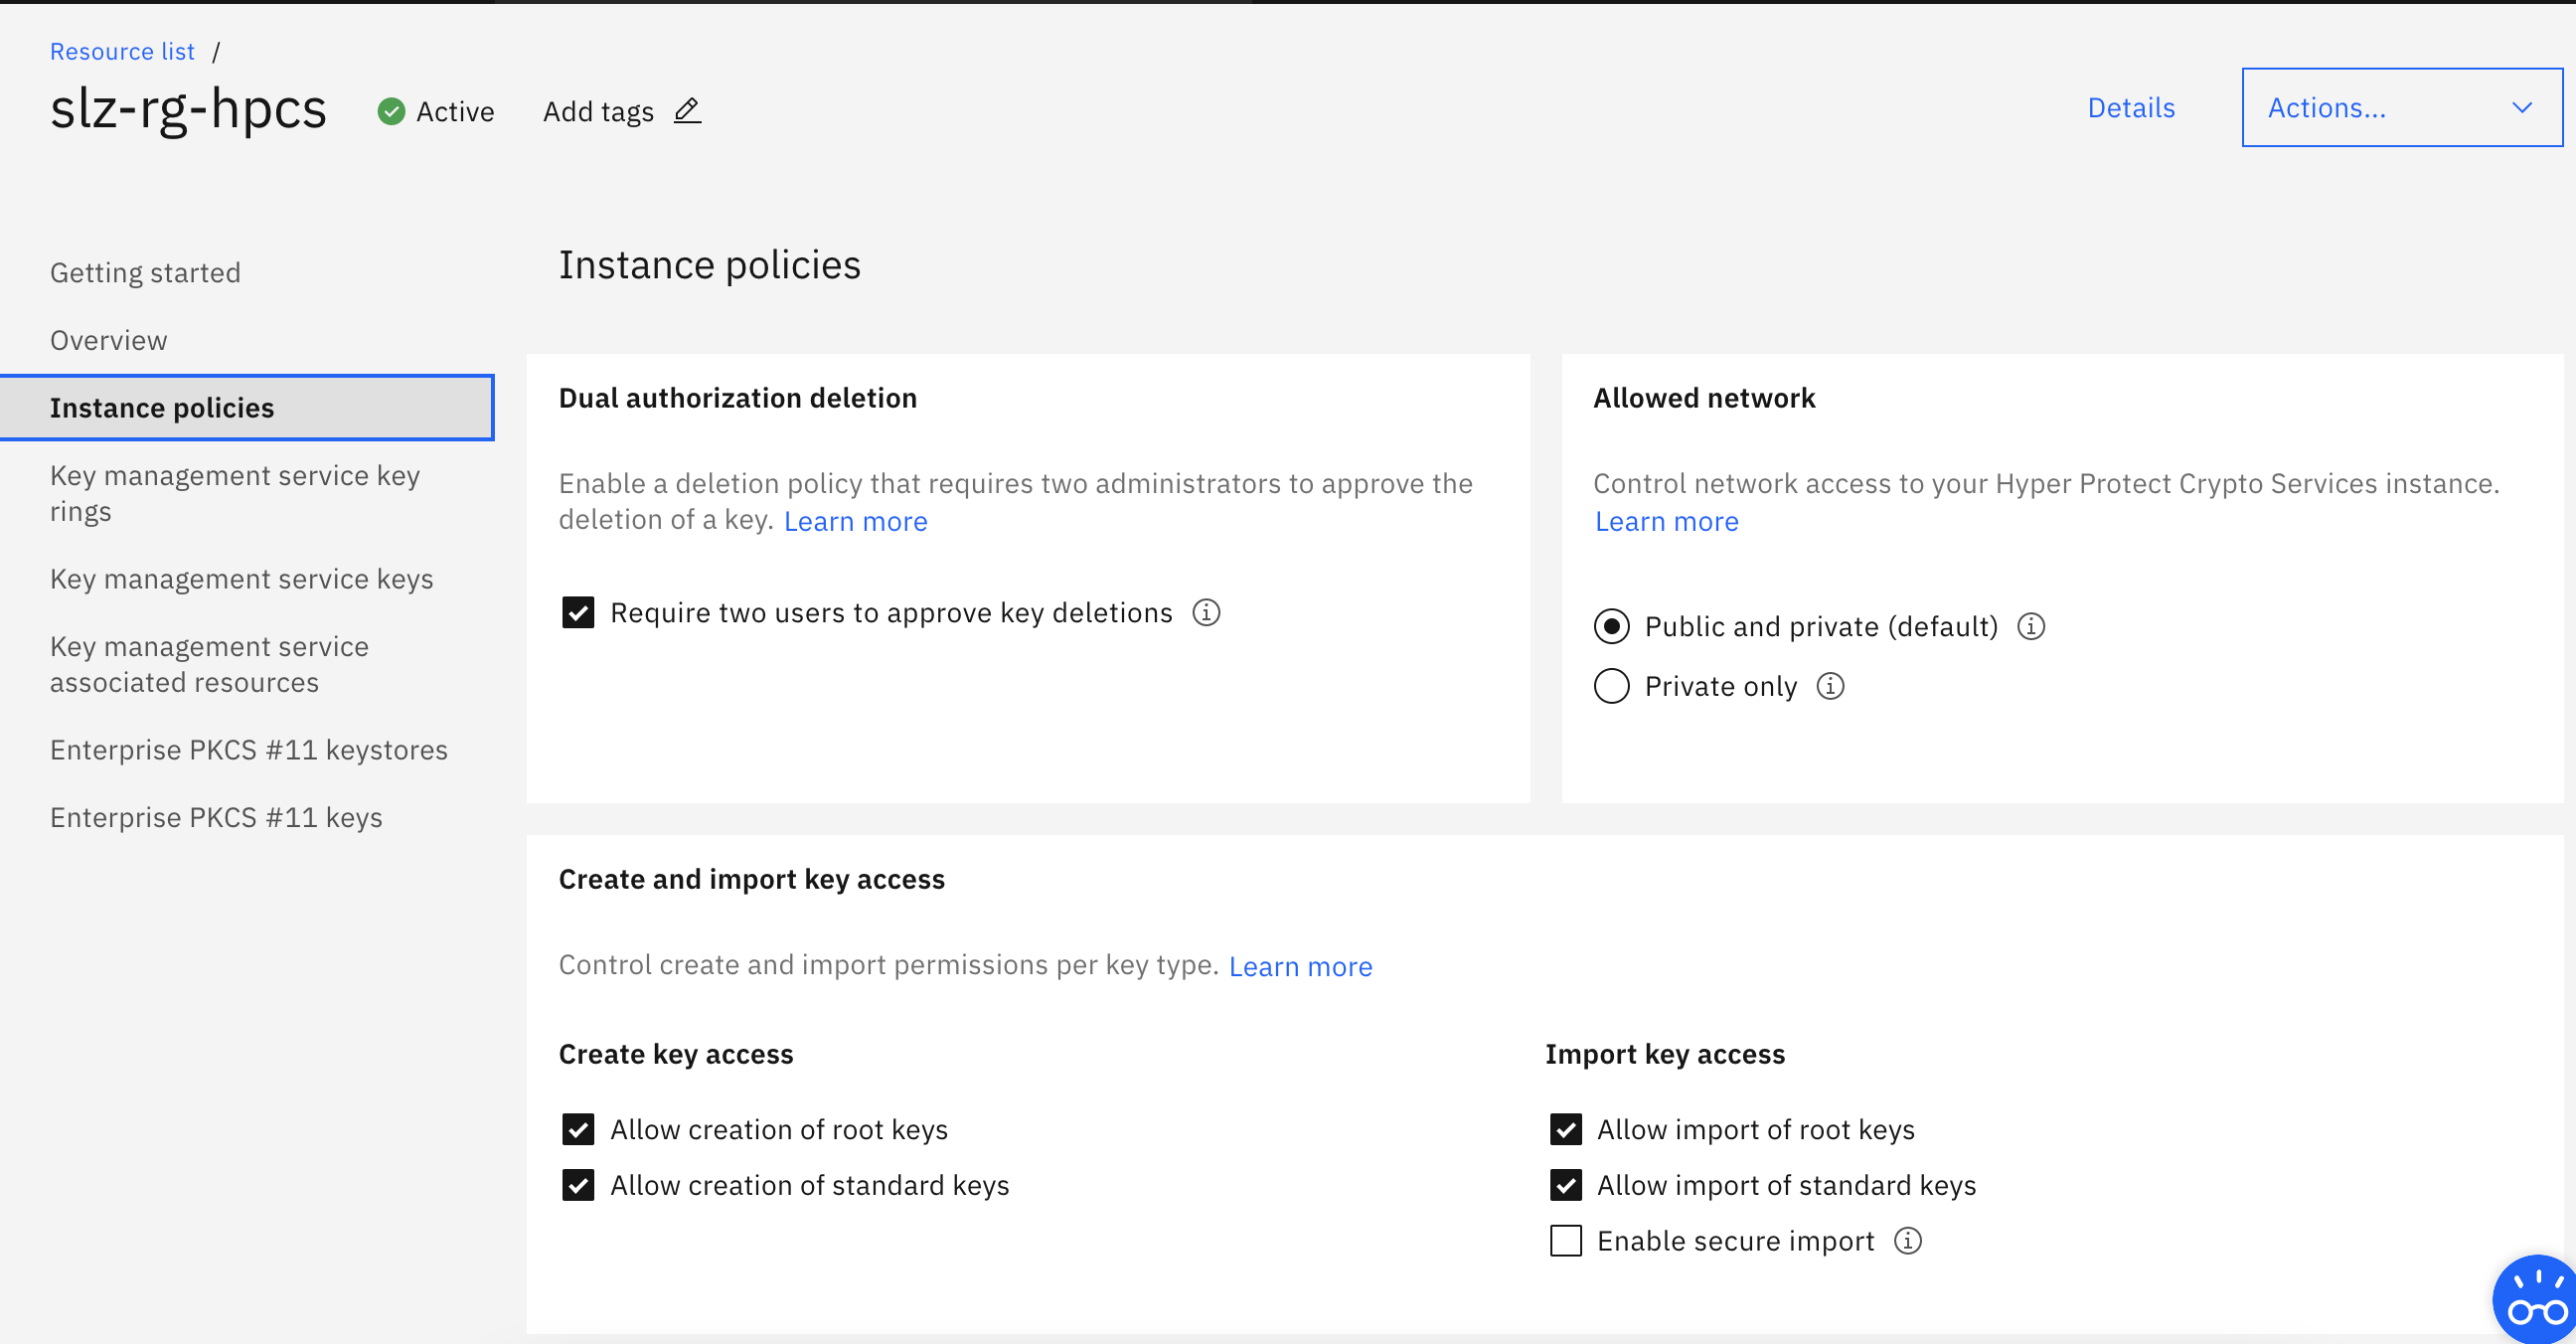 Resource list /
slz-rg-hpcs
Active
Add tags
Details
Actions...
Getting started
Overview
Instance policies
Key management service key
rings
Key management service keys
Key management service
associated resources
Enterprise PKCS #11 keystores
Enterprise PKCS #11 keys
Instance policies
Dual authorization deletion
Enable a deletion policy that requires two administrators to approve the
deletion of a key. Learn more
Require two users to approve key deletions
Allowed network
Control network access to your Hyper Protect Crypto Services instance.
Learn more
Public and private (default)
Private only
Create and import key access
Control create and import permissions per key type. Learn more
Create key access
Allow creation of root keys
Allow creation of standard keys
Import key access
Allow import of root keys
Allow import of standard keys
Enable secure import